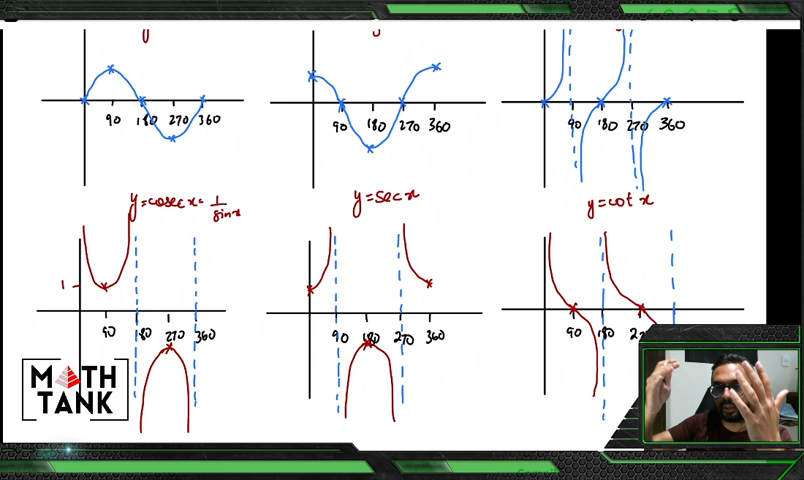 y
y
y
90 180 270 360
90 180 270 360
90 180 270 360
y=cosec x= 1/sinx
y=sec x
y=cot x
1
90 180 270 360
90 180 270 360
90 180
MATH
TANK